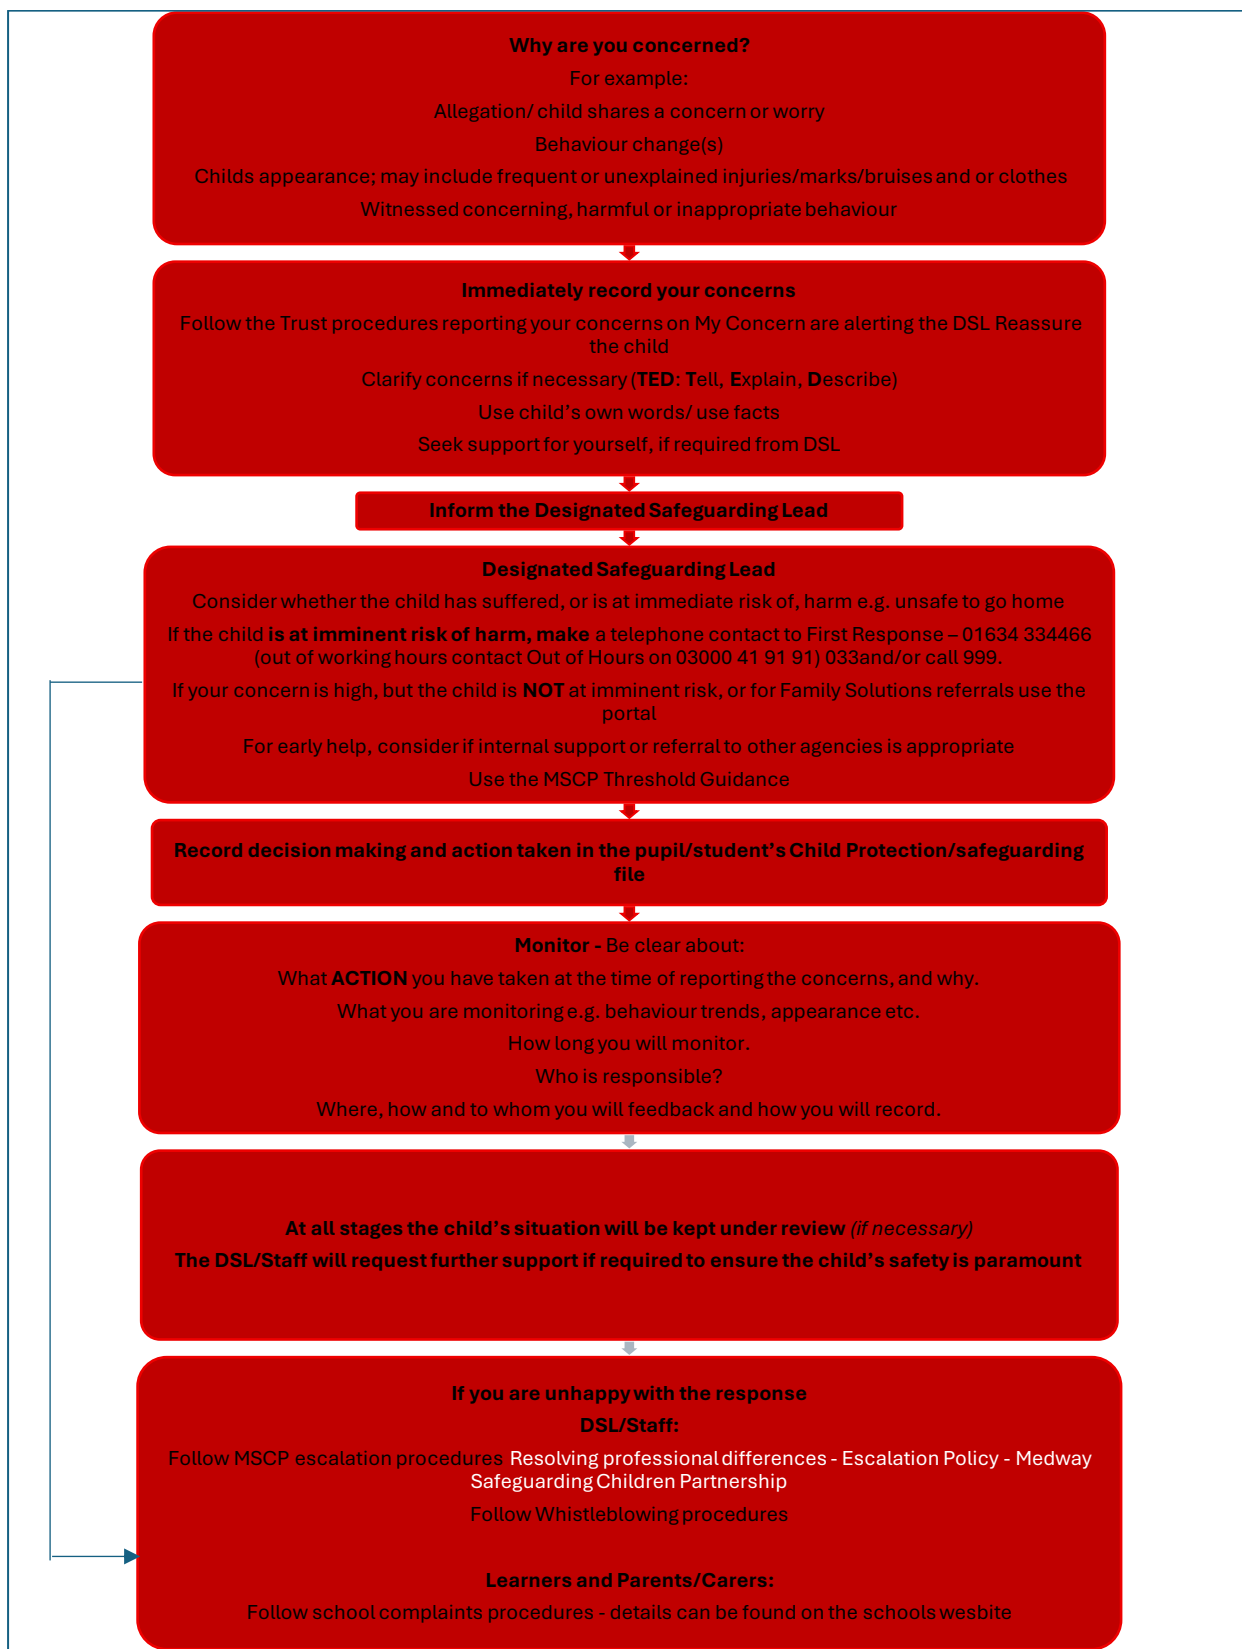 Why are you concerned?
For example:
Allegation/ child shares a concern or worry
Behaviour change(s)
Childs appearance; may include frequent or unexplained injuries/marks/bruises and or clothes
Witnessed concerning, harmful or inappropriate behaviour
Immediately record your concerns
Follow the Trust procedures reporting your concerns on My Concern are alerting the DSL Reassure
the child
Clarify concerns if necessary (TED: Tell, Explain, Describe)
Use child’s own words/ use facts
Seek support for yourself, if required from DSL
Inform the Designated Safeguarding Lead
Designated Safeguarding Lead
Consider whether the child has suffered, or is at immediate risk of, harm e.g. unsafe to go home
If the child is at imminent risk of harm, make a telephone contact to First Response – 01634 334466
(out of working hours contact Out of Hours on 03000 41 91 91) 033and/or call 999.
If your concern is high, but the child is NOT at imminent risk, or for Family Solutions referrals use the
portal
For early help, consider if internal support or referral to other agencies is appropriate
Use the MSCP Threshold Guidance
Record decision making and action taken in the pupil/student’s Child Protection/safeguarding
file
Monitor - Be clear about:
What ACTION you have taken at the time of reporting the concerns, and why.
What you are monitoring e.g. behaviour trends, appearance etc.
How long you will monitor.
Who is responsible?
Where, how and to whom you will feedback and how you will record.
At all stages the child’s situation will be kept under review (if necessary)
The DSL/Staff will request further support if required to ensure the child’s safety is paramount
If you are unhappy with the response
DSL/Staff:
Follow MSCP escalation procedures Resolving professional differences - Escalation Policy - Medway
Safeguarding Children Partnership
Follow Whistleblowing procedures
Learners and Parents/Carers:
Follow school complaints procedures - details can be found on the schools wesbite